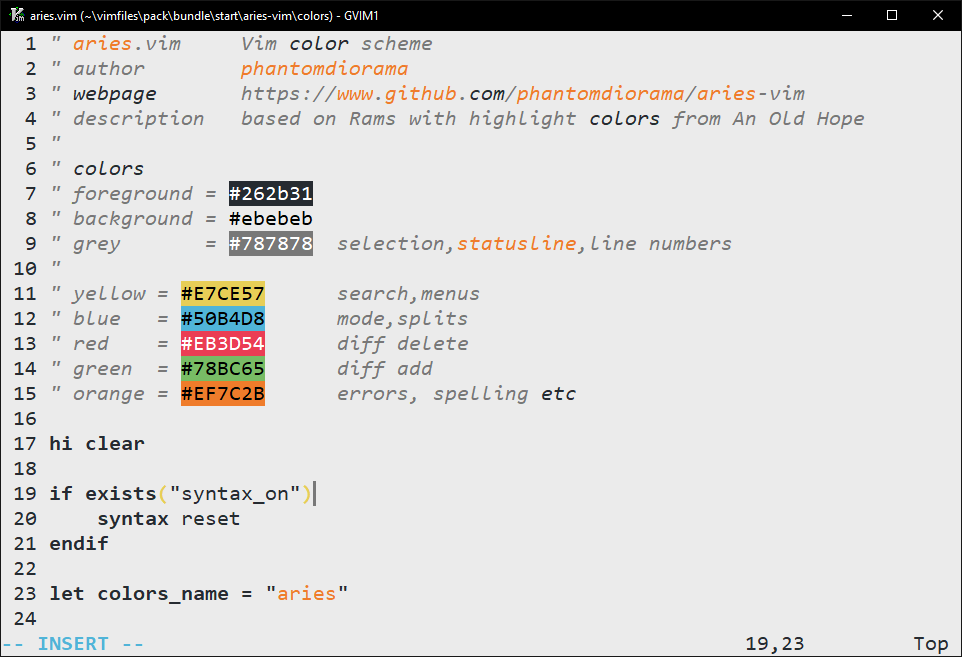 aries.vim (~\vimfiles\pack\bundle\start\aries-vim\colors) - GVIM1
1 " aries.vim     Vim color scheme
2 " author        phantomdiorama
3 " webpage       https://www.github.com/phantomdiorama/aries-vim
4 " description   based on Rams with highlight colors from An Old Hope
5 "
6 " colors
7 " foreground = #262b31
8 " background = #ebebeb
9 " grey       = #787878  selection,statusline,line numbers
10 "
11 " yellow = #E7CE57      search,menus
12 " blue   = #50B4D8      mode,splits
13 " red    = #EB3D54      diff delete
14 " green  = #78BC65      diff add
15 " orange = #EF7C2B      errors, spelling etc
16
17 hi clear
18
19 if exists("syntax_on")
20     syntax reset
21 endif
22
23 let colors_name = "aries"
24
-- INSERT --                                                  19,23         Top